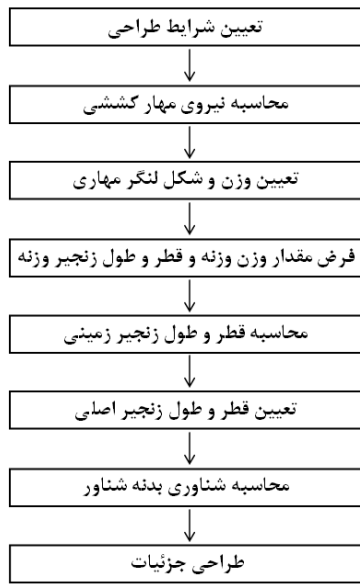 تعیین شرایط طراحی
محاسبه نیروی مهار کششی
تعیین وزن و شکل لنگر مهاری
فرض مقدار وزن وزنه و قطر و طول زنجیر وزنه
محاسبه قطر و طول زنجیر زمینی
تعیین قطر و طول زنجیر اصلی
محاسبه شناوری بدنه شناور
طراحی جزئیات